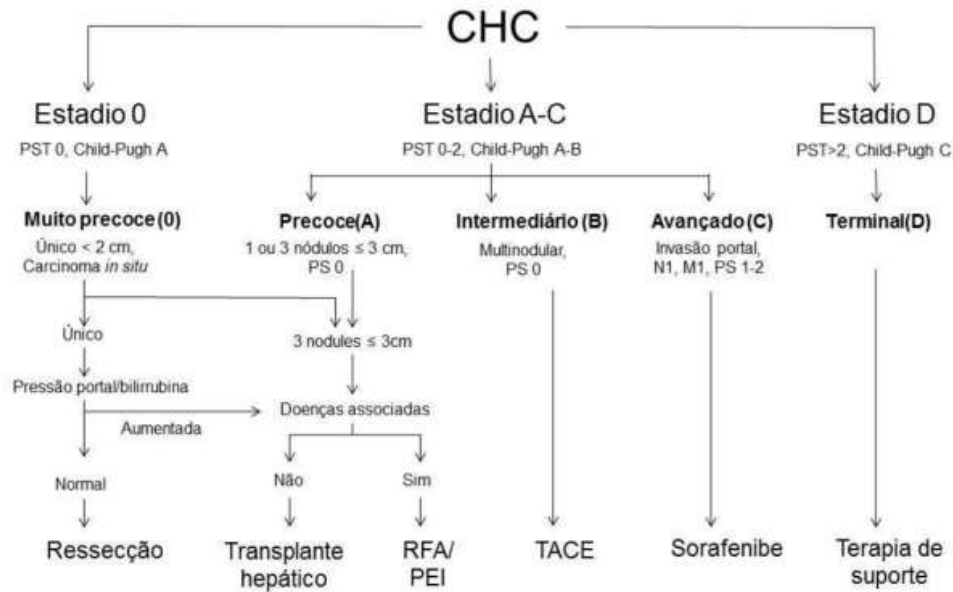 CHC
Estadio 0
PST 0, Child-Pugh A
Estadio A-C
PST 0-2, Child-Pugh A-B
Estadio D
PST>2, Child-Pugh C
Muito precoce (0)
Único < 2 cm,
Carcinoma in situ
Precoce(A)
1 ou 3 nódulos ≤ 3 cm,
PS 0
Intermediário (B)
Multinodular,
PS 0
Avançado (C)
Invasão portal,
N1, M1, PS 1-2
Terminal(D)
Único
3 nodules ≤ 3cm
Pressão portal/bilirrubina
Aumentada
Doenças associadas
Normal
Não
Sim
Ressecção
Transplante
hepático
RFA/
PEI
TACE
Sorafenibe
Terapia de
suporte